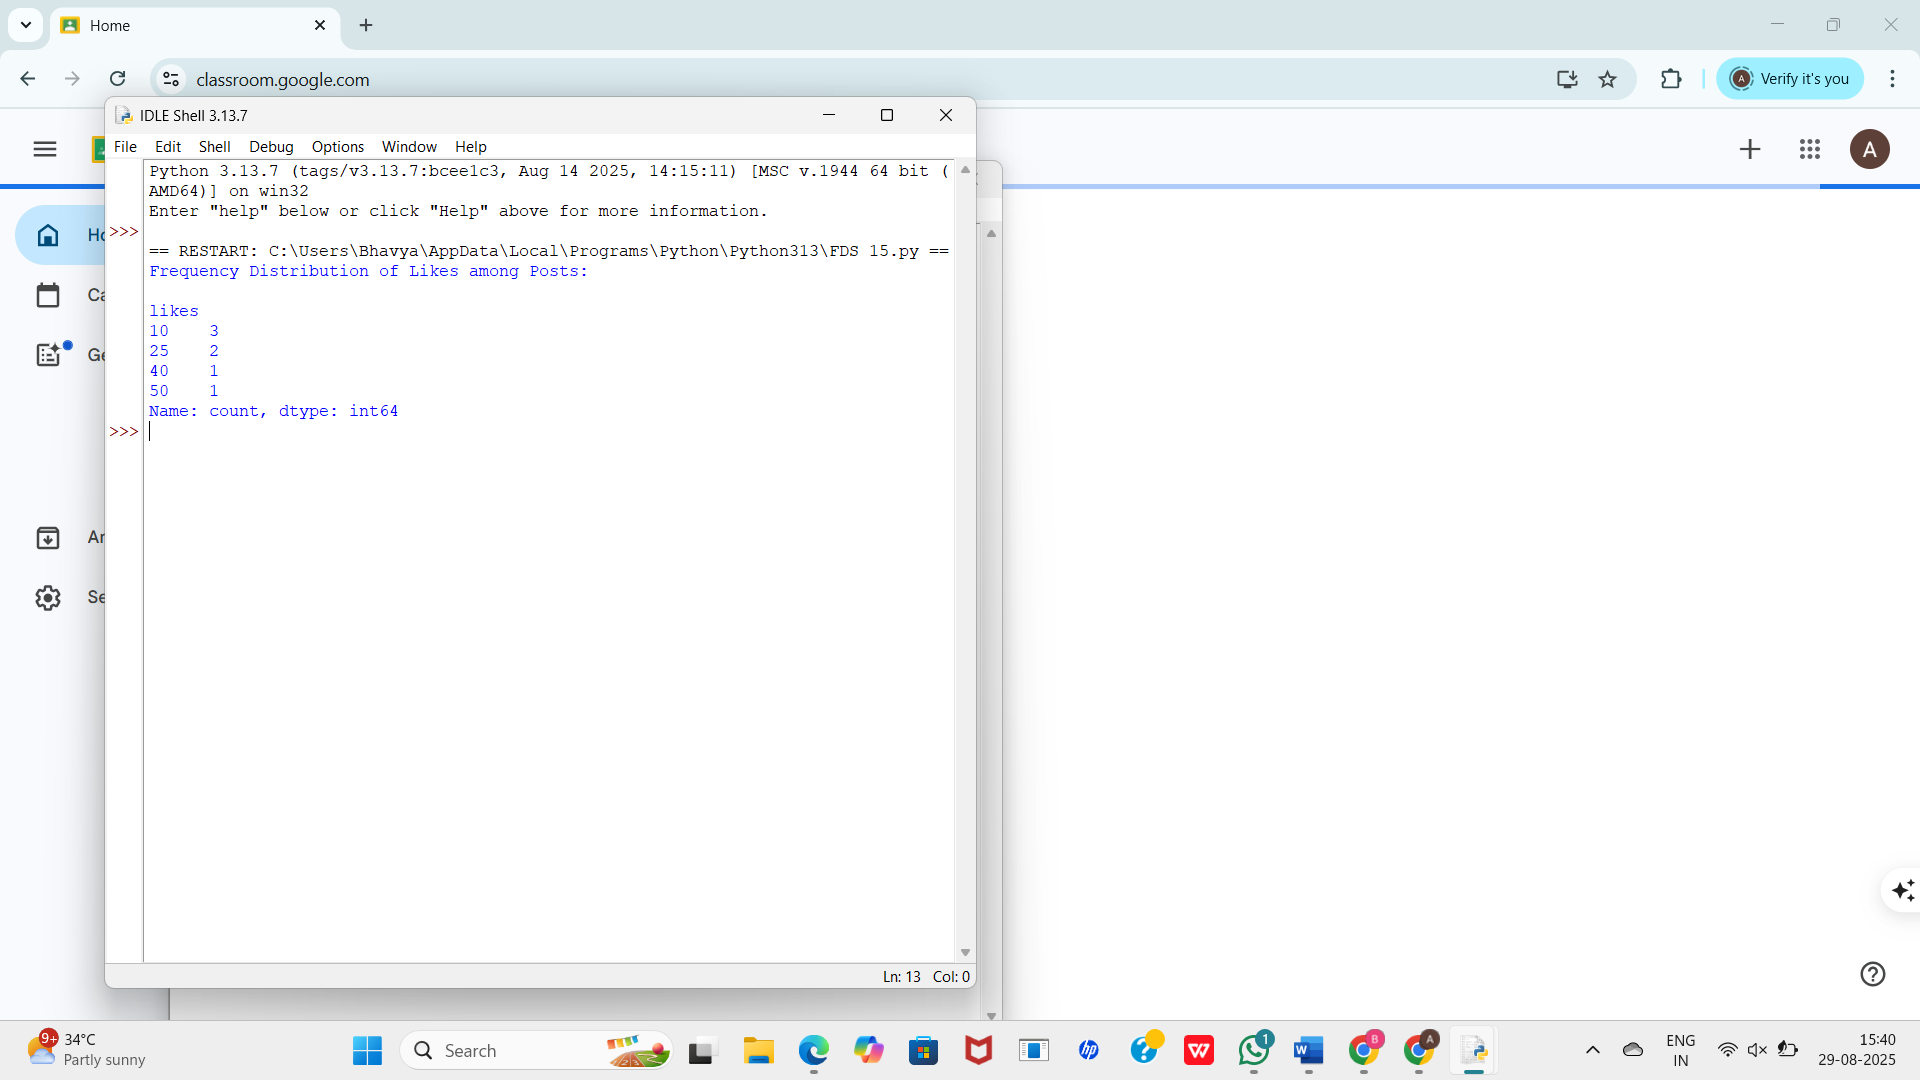 Home
classroom.google.com
Verify it's you
IDLE Shell 3.13.7
File Edit Shell Debug Options Window Help
Python 3.13.7 (tags/v3.13.7:bcee1c3, Aug 14 2025, 14:15:11) [MSC v.1944 64 bit (
AMD64)] on win32
Enter "help" below or click "Help" above for more information.
>>>
== RESTART: C:\Users\Bhavya\AppData\Local\Programs\Python\Python313\FDS 15.py ==
Frequency Distribution of Likes among Posts:
likes
10    3
25    2
40    1
50    1
Name: count, dtype: int64
>>>
Ho
Ca
Ge
Ar
Se
A
Ln: 13 Col: 0
9+
34°C
Partly sunny
Search
1
B
A
ENG
IN
15:40
29-08-2025